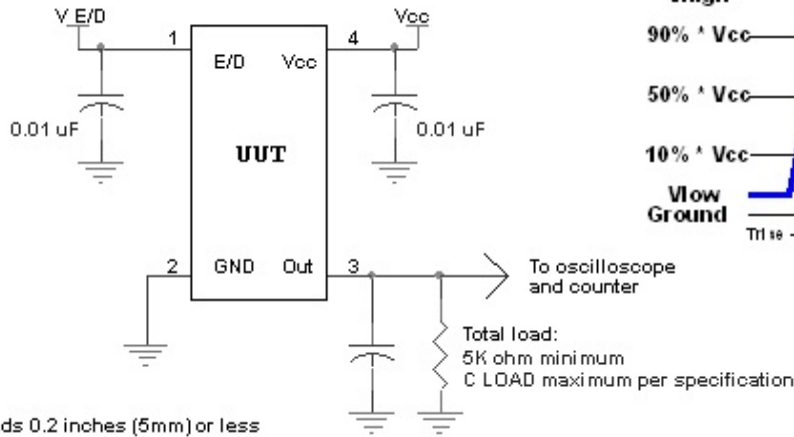 V E/D
Vcc
1
4
E/D
Vcc
0.01 uF
0.01 uF
UUT
2
GND
Out
3
To oscilloscope
and counter
Total load:
5K ohm minimum
C LOAD maximum per specification
0.2 inches (5mm) or less
90% * Vcc
50% * Vcc
10% * Vcc
Vlow
Ground
Trise -